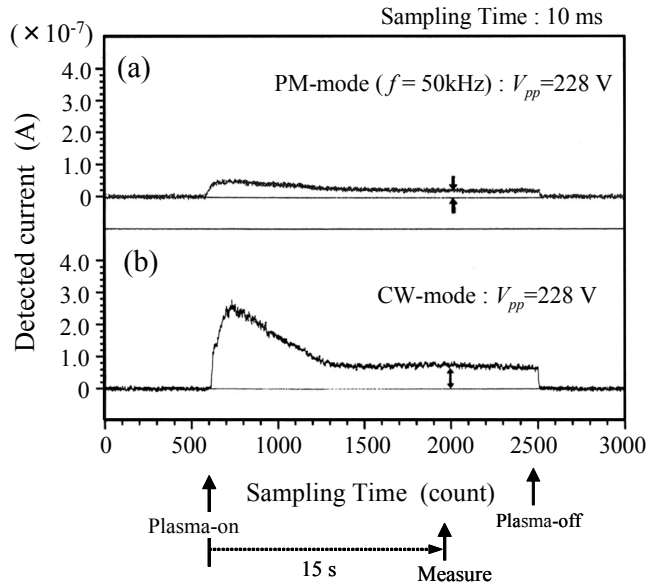 Sampling Time : 10 ms
(×10⁻⁷)
(a)
PM-mode ( f = 50kHz) : Vpp=228 V
4.0
3.0
2.0
1.0
0
Detected current (A)
(b)
CW-mode : Vpp=228 V
4.0
3.0
2.0
1.0
0
0 500 1000 1500 2000 2500 3000
Sampling Time (count)
Plasma-on
Plasma-off
15 s
Measure